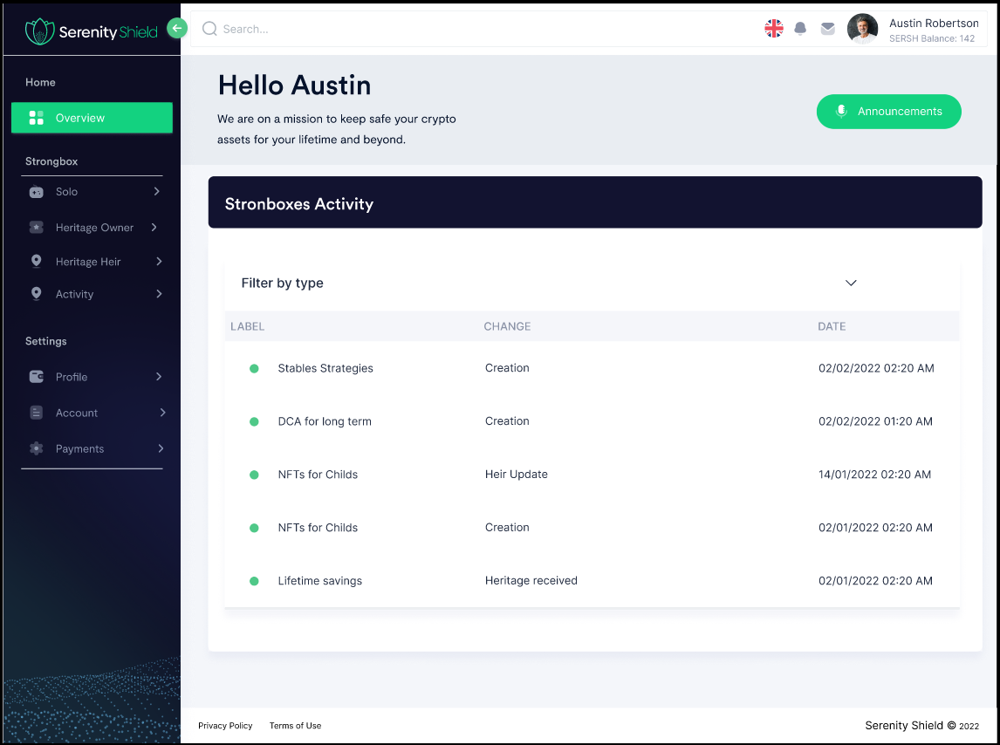 Serenity Shield
Search...
Austin Robertson
SERSH Balance: 142
Home
Overview
Strongbox
Solo
Heritage Owner
Heritage Heir
Activity
Settings
Profile
Account
Payments
Hello Austin
We are on a mission to keep safe your crypto
assets for your lifetime and beyond.
Announcements
Stronboxes Activity
Filter by type
LABEL CHANGE DATE
Stables Strategies Creation 02/02/2022 02:20 AM
DCA for long term Creation 02/02/2022 01:20 AM
NFTs for Childs Heir Update 14/01/2022 02:20 AM
NFTs for Childs Creation 02/01/2022 02:20 AM
Lifetime savings Heritage received 02/01/2022 02:20 AM
Privacy Policy Terms of Use Serenity Shield © 2022